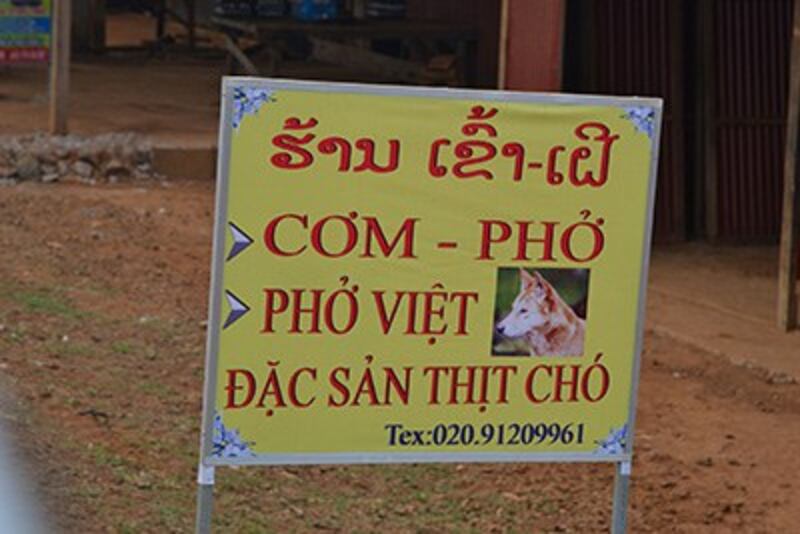 ຮ້ານ ເຂົ້າ-ເຝີ
CƠM - PHỞ
PHỞ VIỆT
ĐẶC SẢN THỊT CHÓ
Tex:020.91209961